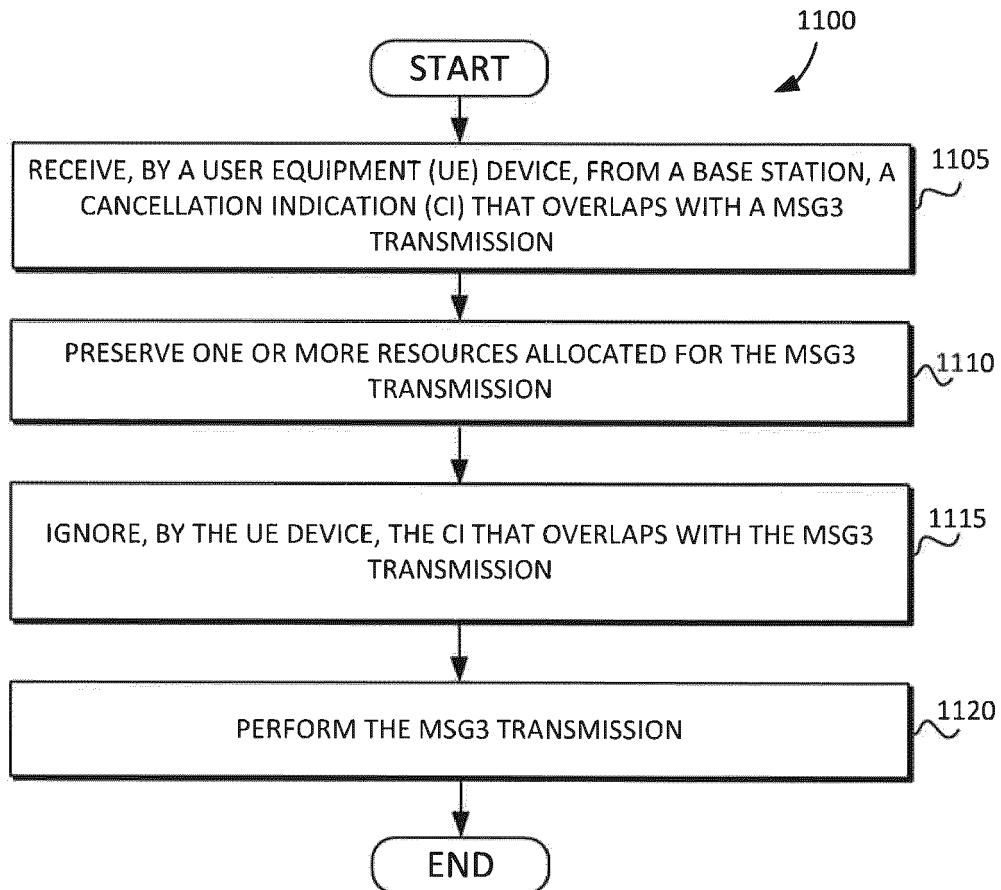 1100
START
RECEIVE, BY A USER EQUIPMENT (UE) DEVICE, FROM A BASE STATION, A
CANCELLATION INDICATION (CI) THAT OVERLAPS WITH A MSG3
TRANSMISSION
1105
PRESERVE ONE OR MORE RESOURCES ALLOCATED FOR THE MSG3
TRANSMISSION
1110
IGNORE, BY THE UE DEVICE, THE CI THAT OVERLAPS WITH THE MSG3
TRANSMISSION
1115
PERFORM THE MSG3 TRANSMISSION
1120
END